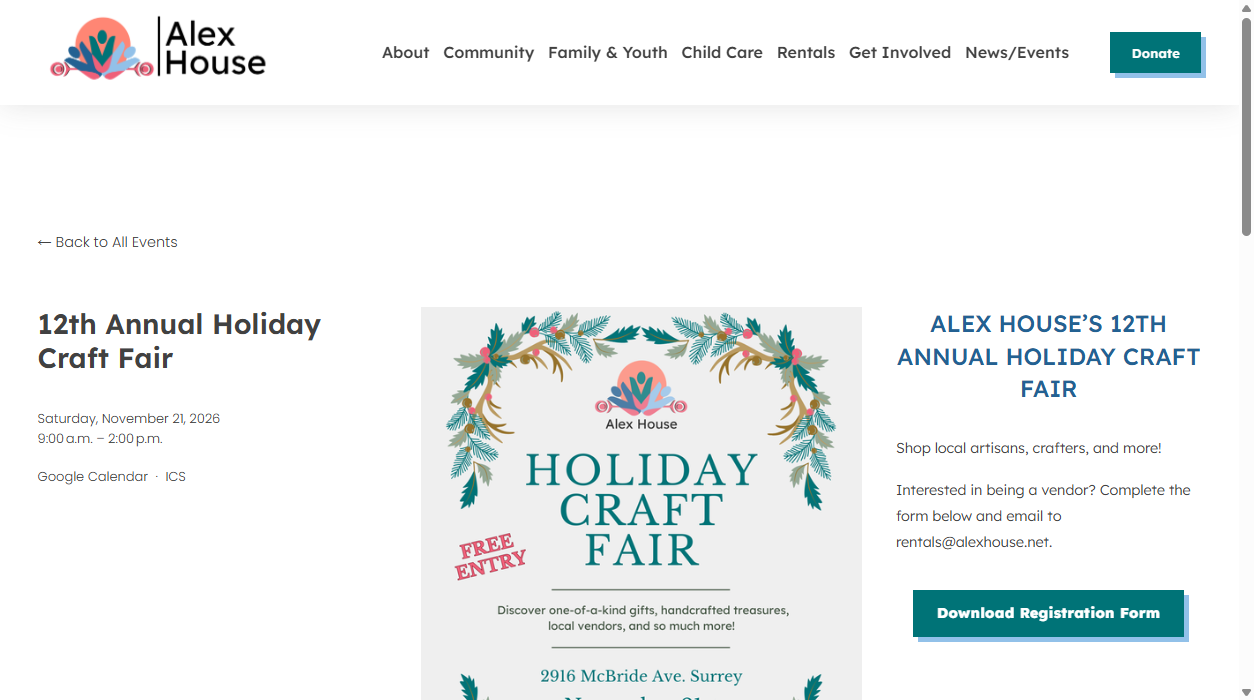 Alex
House
About Community Family & Youth Child Care Rentals Get Involved News/Events Donate
← Back to All Events
12th Annual Holiday
Craft Fair
Saturday, November 21, 2026
9:00 a.m. – 2:00 p.m.
Google Calendar · ICS
Alex House
HOLIDAY
CRAFT
FAIR
FREE
ENTRY
Discover one-of-a-kind gifts, handcrafted treasures,
local vendors, and so much more!
2916 McBride Ave. Surrey
ALEX HOUSE’S 12TH
ANNUAL HOLIDAY CRAFT
FAIR
Shop local artisans, crafters, and more!
Interested in being a vendor? Complete the
form below and email to
rentals@alexhouse.net.
Download Registration Form